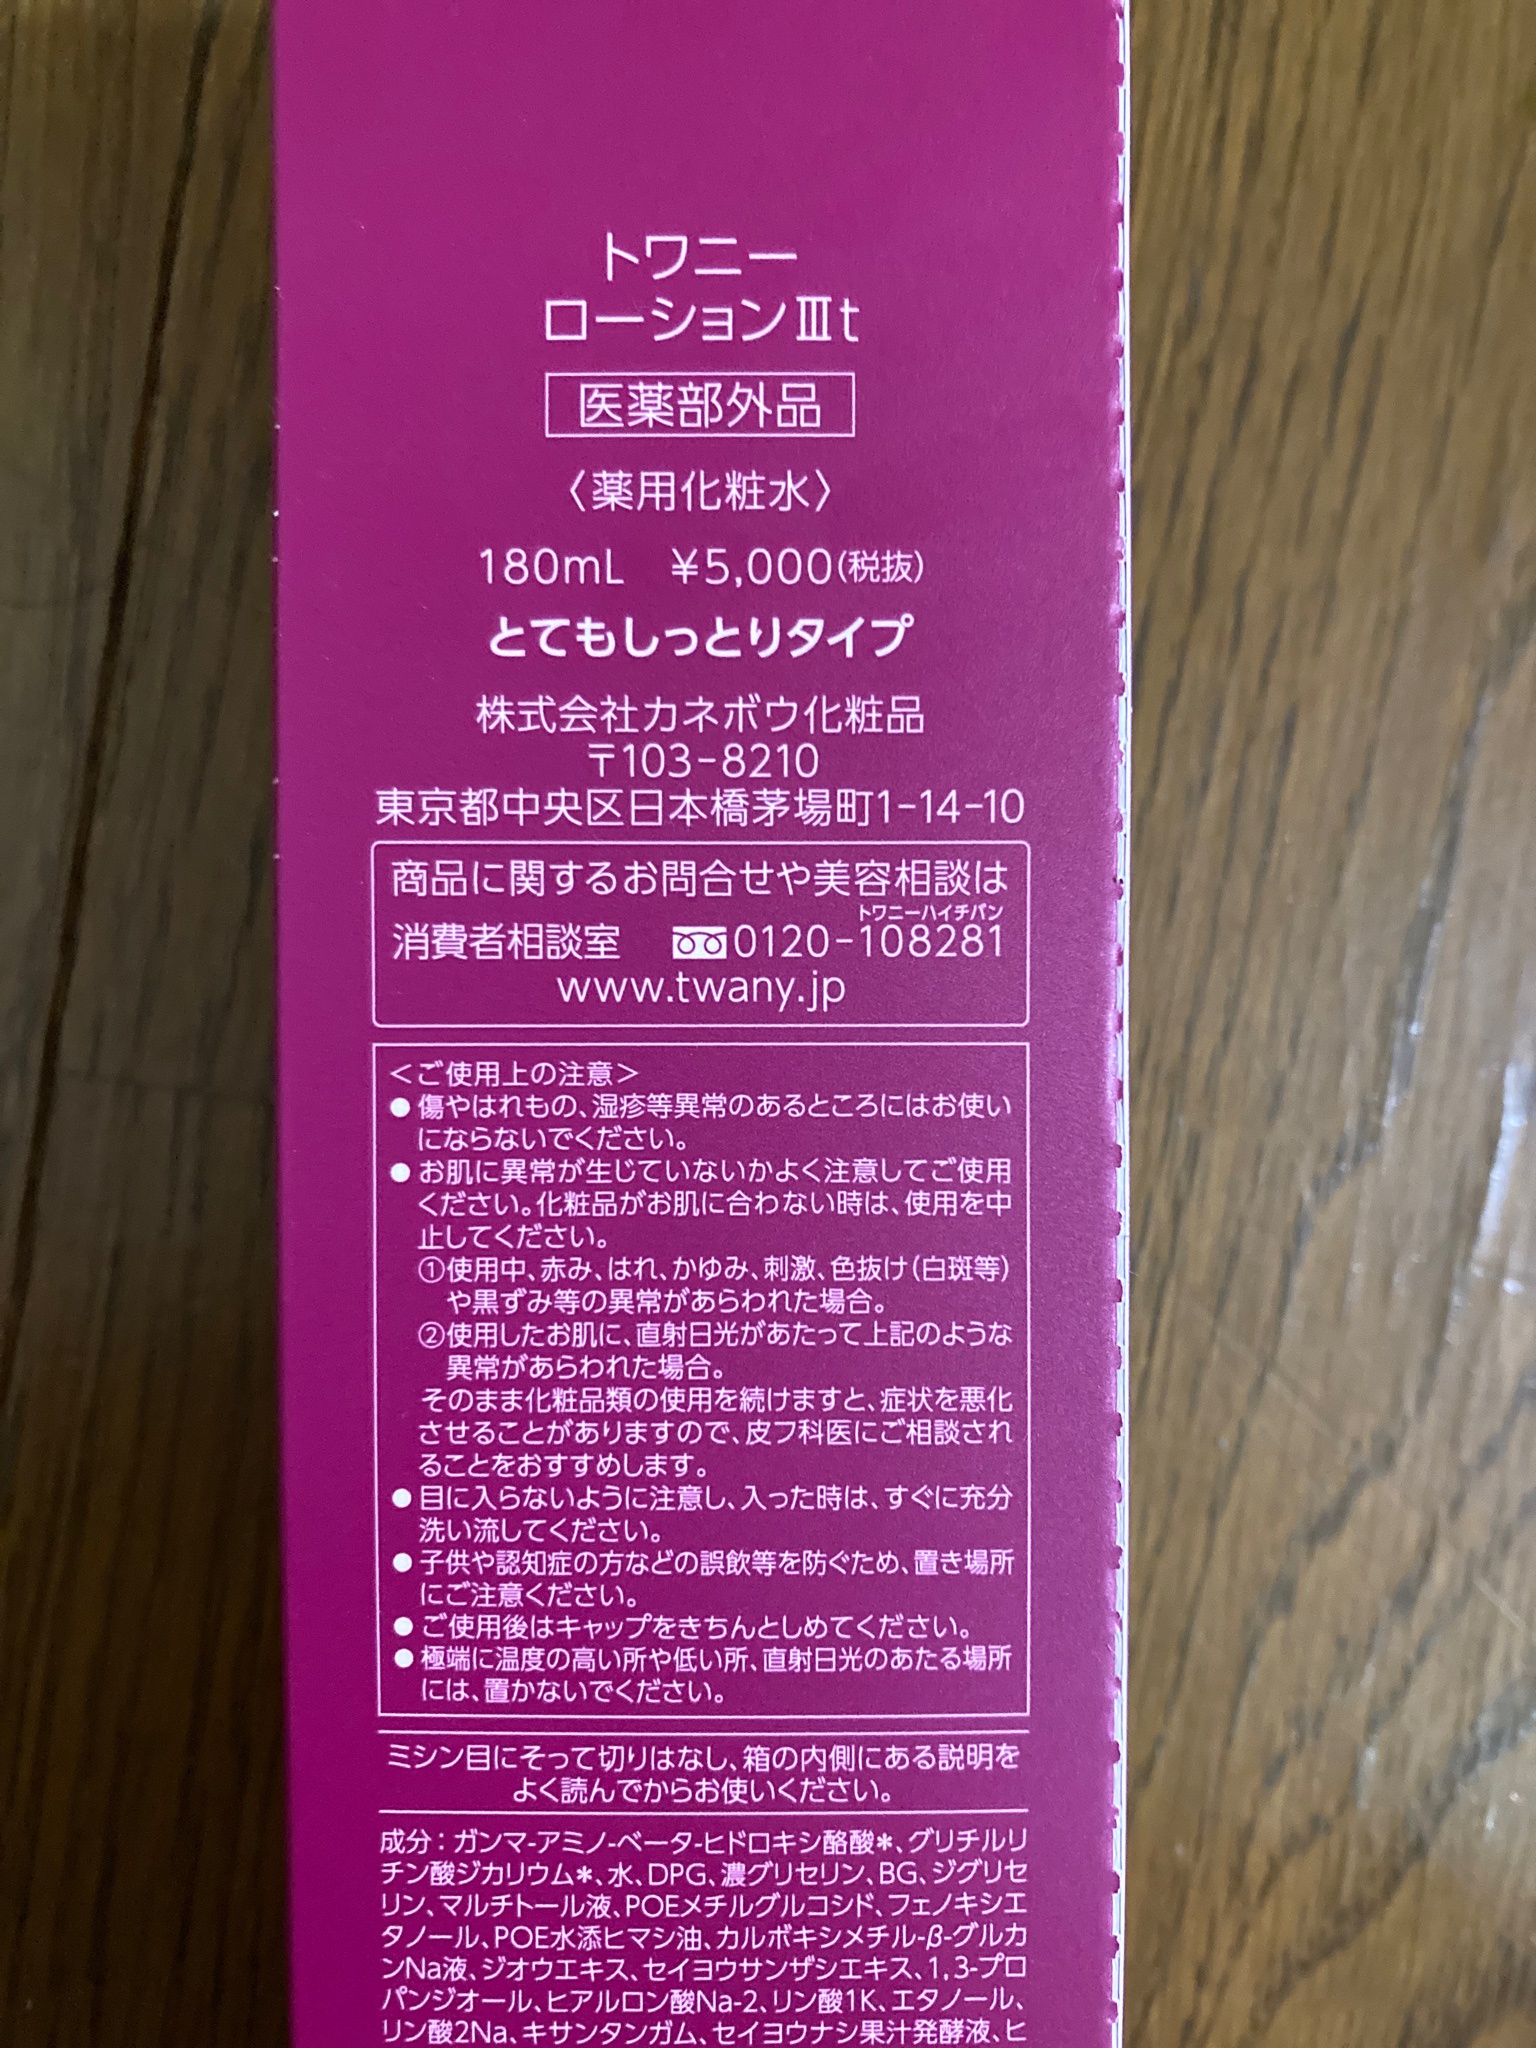 トワニー
ローションⅢt
医薬部外品
〈薬用化粧水〉
180mL ¥5,000(税抜)
とてもしっとりタイプ
株式会社カネボウ化粧品
〒103-8210
東京都中央区日本橋茅場町1-14-10
商品に関するお問合せや美容相談は
トワニーハイチバン
消費者相談室 0120-108281
www.twany.jp
＜ご使用上の注意＞
●傷やはれもの、湿疹等異常のあるところにはお使い
にならないでください。
●お肌に異常が生じていないかよく注意してご使用
ください。化粧品がお肌に合わない時は、使用を中
止してください。
①使用中、赤み、はれ、かゆみ、刺激、色抜け(白斑等)
や黒ずみ等の異常があらわれた場合。
②使用したお肌に、直射日光があたって上記のような
異常があらわれた場合。
そのまま化粧品類の使用を続けますと、症状を悪化
させることがありますので、皮フ科医にご相談され
ることをおすすめします。
●目に入らないように注意し、入った時は、すぐに充分
洗い流してください。
●子供や認知症の方などの誤飲等を防ぐため、置き場所
にご注意ください。
●ご使用後はキャップをきちんとしめてください。
●極端に温度の高い所や低い所、直射日光のあたる場所
には、置かないでください。
ミシン目にそって切りはなし、箱の内側にある説明を
よく読んでからお使いください。
成分：ガンマ-アミノ-ベータ-ヒドロキシ酪酸＊、グリチルリ
チン酸ジカリウム＊、水、DPG、濃グリセリン、BG、ジグリセ
リン、マルチトール液、POEメチルグルコシド、フェノキシエ
タノール、POE水添ヒマシ油、カルボキシメチル-β-グルカ
ンNa液、ジオウエキス、セイヨウサンザシエキス、1,3-プロ
パンジオール、ヒアルロン酸Na-2、リン酸1K、エタノール、
リン酸2Na、キサンタンガム、セイヨウナシ果汁発酵液、ヒ